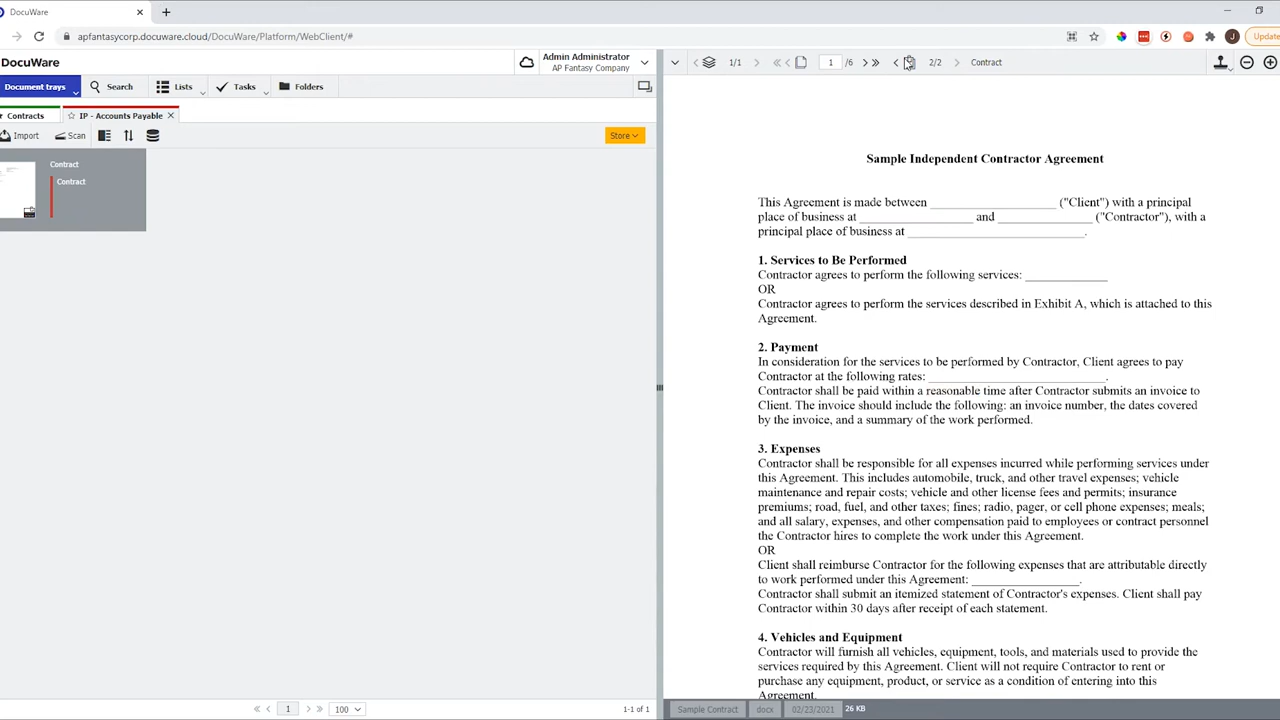 DocuWare
apfantasycorp.docuware.cloud/DocuWare/Platform/WebClient/#
J
Update
DocuWare
Admin Administrator
AP Fantasy Company
Document trays
Search
Lists
Tasks
Folders
Contracts
IP - Accounts Payable
Import
Scan
Store
Contract
Contract
1
100
1-1 of 1
1/1
1
/6
2/2
Contract
Sample Independent Contractor Agreement
This Agreement is made between ____________________ ("Client") with a principal
place of business at __________________ and _______________ ("Contractor"), with a
principal place of business at ____________________________.
1. Services to Be Performed
Contractor agrees to perform the following services: _____________
OR
Contractor agrees to perform the services described in Exhibit A, which is attached to this
Agreement.
2. Payment
In consideration for the services to be performed by Contractor, Client agrees to pay
Contractor at the following rates: ____________________________.
Contractor shall be paid within a reasonable time after Contractor submits an invoice to
Client. The invoice should include the following: an invoice number, the dates covered
by the invoice, and a summary of the work performed.
3. Expenses
Contractor shall be responsible for all expenses incurred while performing services under
this Agreement. This includes automobile, truck, and other travel expenses; vehicle
maintenance and repair costs; vehicle and other license fees and permits; insurance
premiums; road, fuel, and other taxes; fines; radio, pager, or cell phone expenses; meals;
and all salary, expenses, and other compensation paid to employees or contract personnel
the Contractor hires to complete the work under this Agreement.
OR
Client shall reimburse Contractor for the following expenses that are attributable directly
to work performed under this Agreement: _________________.
Contractor shall submit an itemized statement of Contractor's expenses. Client shall pay
Contractor within 30 days after receipt of each statement.
4. Vehicles and Equipment
Contractor will furnish all vehicles, equipment, tools, and materials used to provide the
services required by this Agreement. Client will not require Contractor to rent or
purchase any equipment, product, or service as a condition of entering into this
Agreement.
Sample Contract
docx
02/23/2021
26 KB